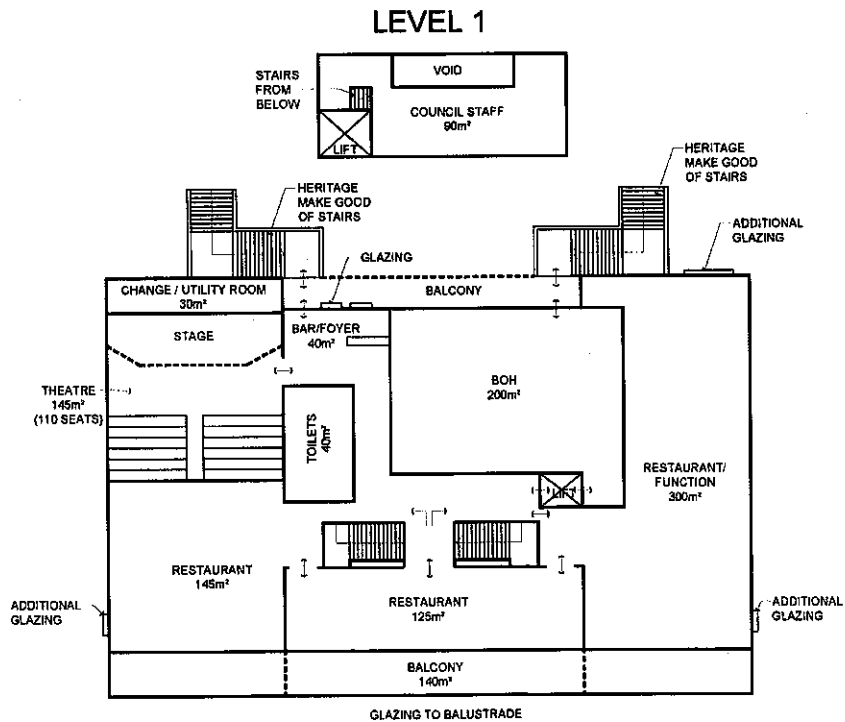 LEVEL 1
STAIRS
FROM
BELOW
VOID
COUNCIL STAFF
90m²
LIFT
HERITAGE
MAKE GOOD
OF STAIRS
HERITAGE
MAKE GOOD
OF STAIRS
GLAZING
ADDITIONAL
GLAZING
CHANGE / UTILITY ROOM
30m²
BALCONY
STAGE
BAR/FOYER
40m²
THEATRE
145m²
(110 SEATS)
BOH
200m²
TOILETS
40m²
LIFT
RESTAURANT/
FUNCTION
300m²
RESTAURANT
145m²
RESTAURANT
125m²
ADDITIONAL
GLAZING
ADDITIONAL
GLAZING
BALCONY
140m²
GLAZING TO BALUSTRADE